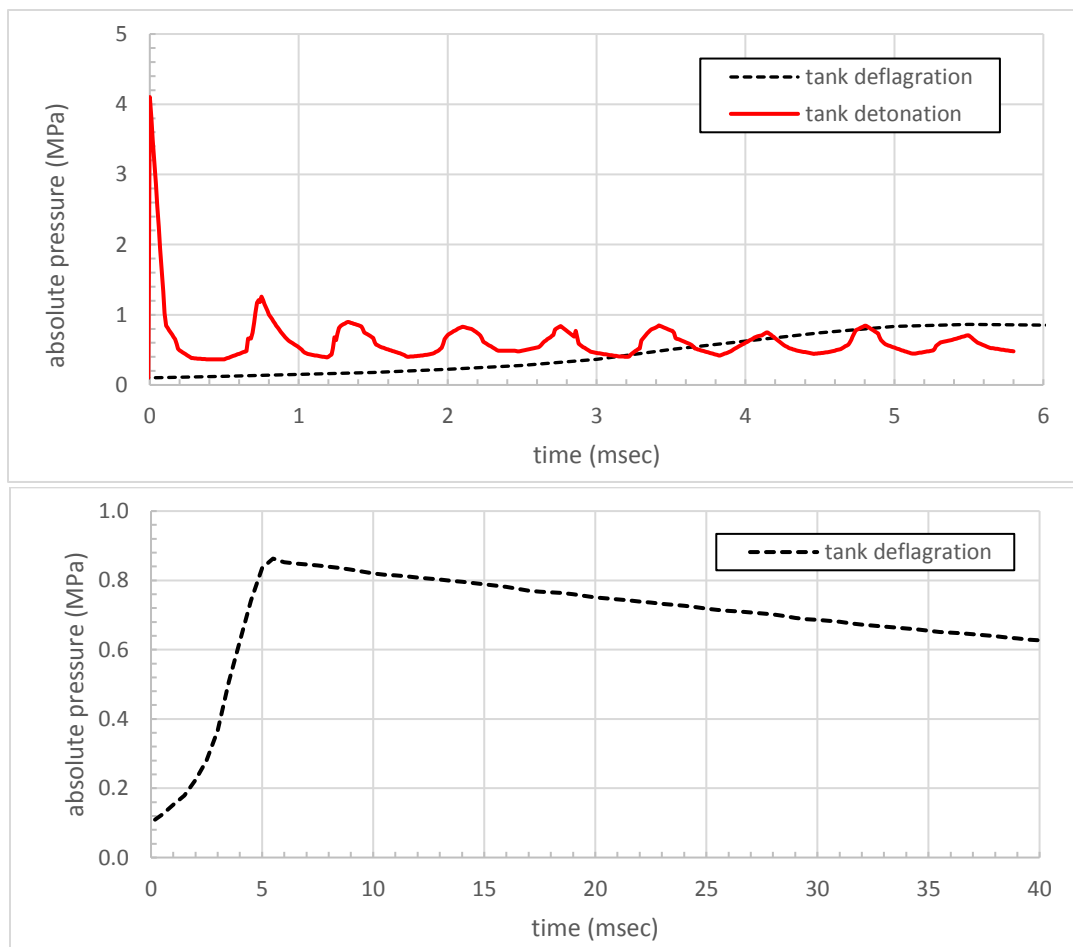 absolute pressure (MPa)
5
4
3
2
1
0
tank deflagration
tank detonation
0 1 2 3 4 5 6
time (msec)
absolute pressure (MPa)
1.0
0.8
0.6
0.4
0.2
0.0
tank deflagration
0 5 10 15 20 25 30 35 40
time (msec)